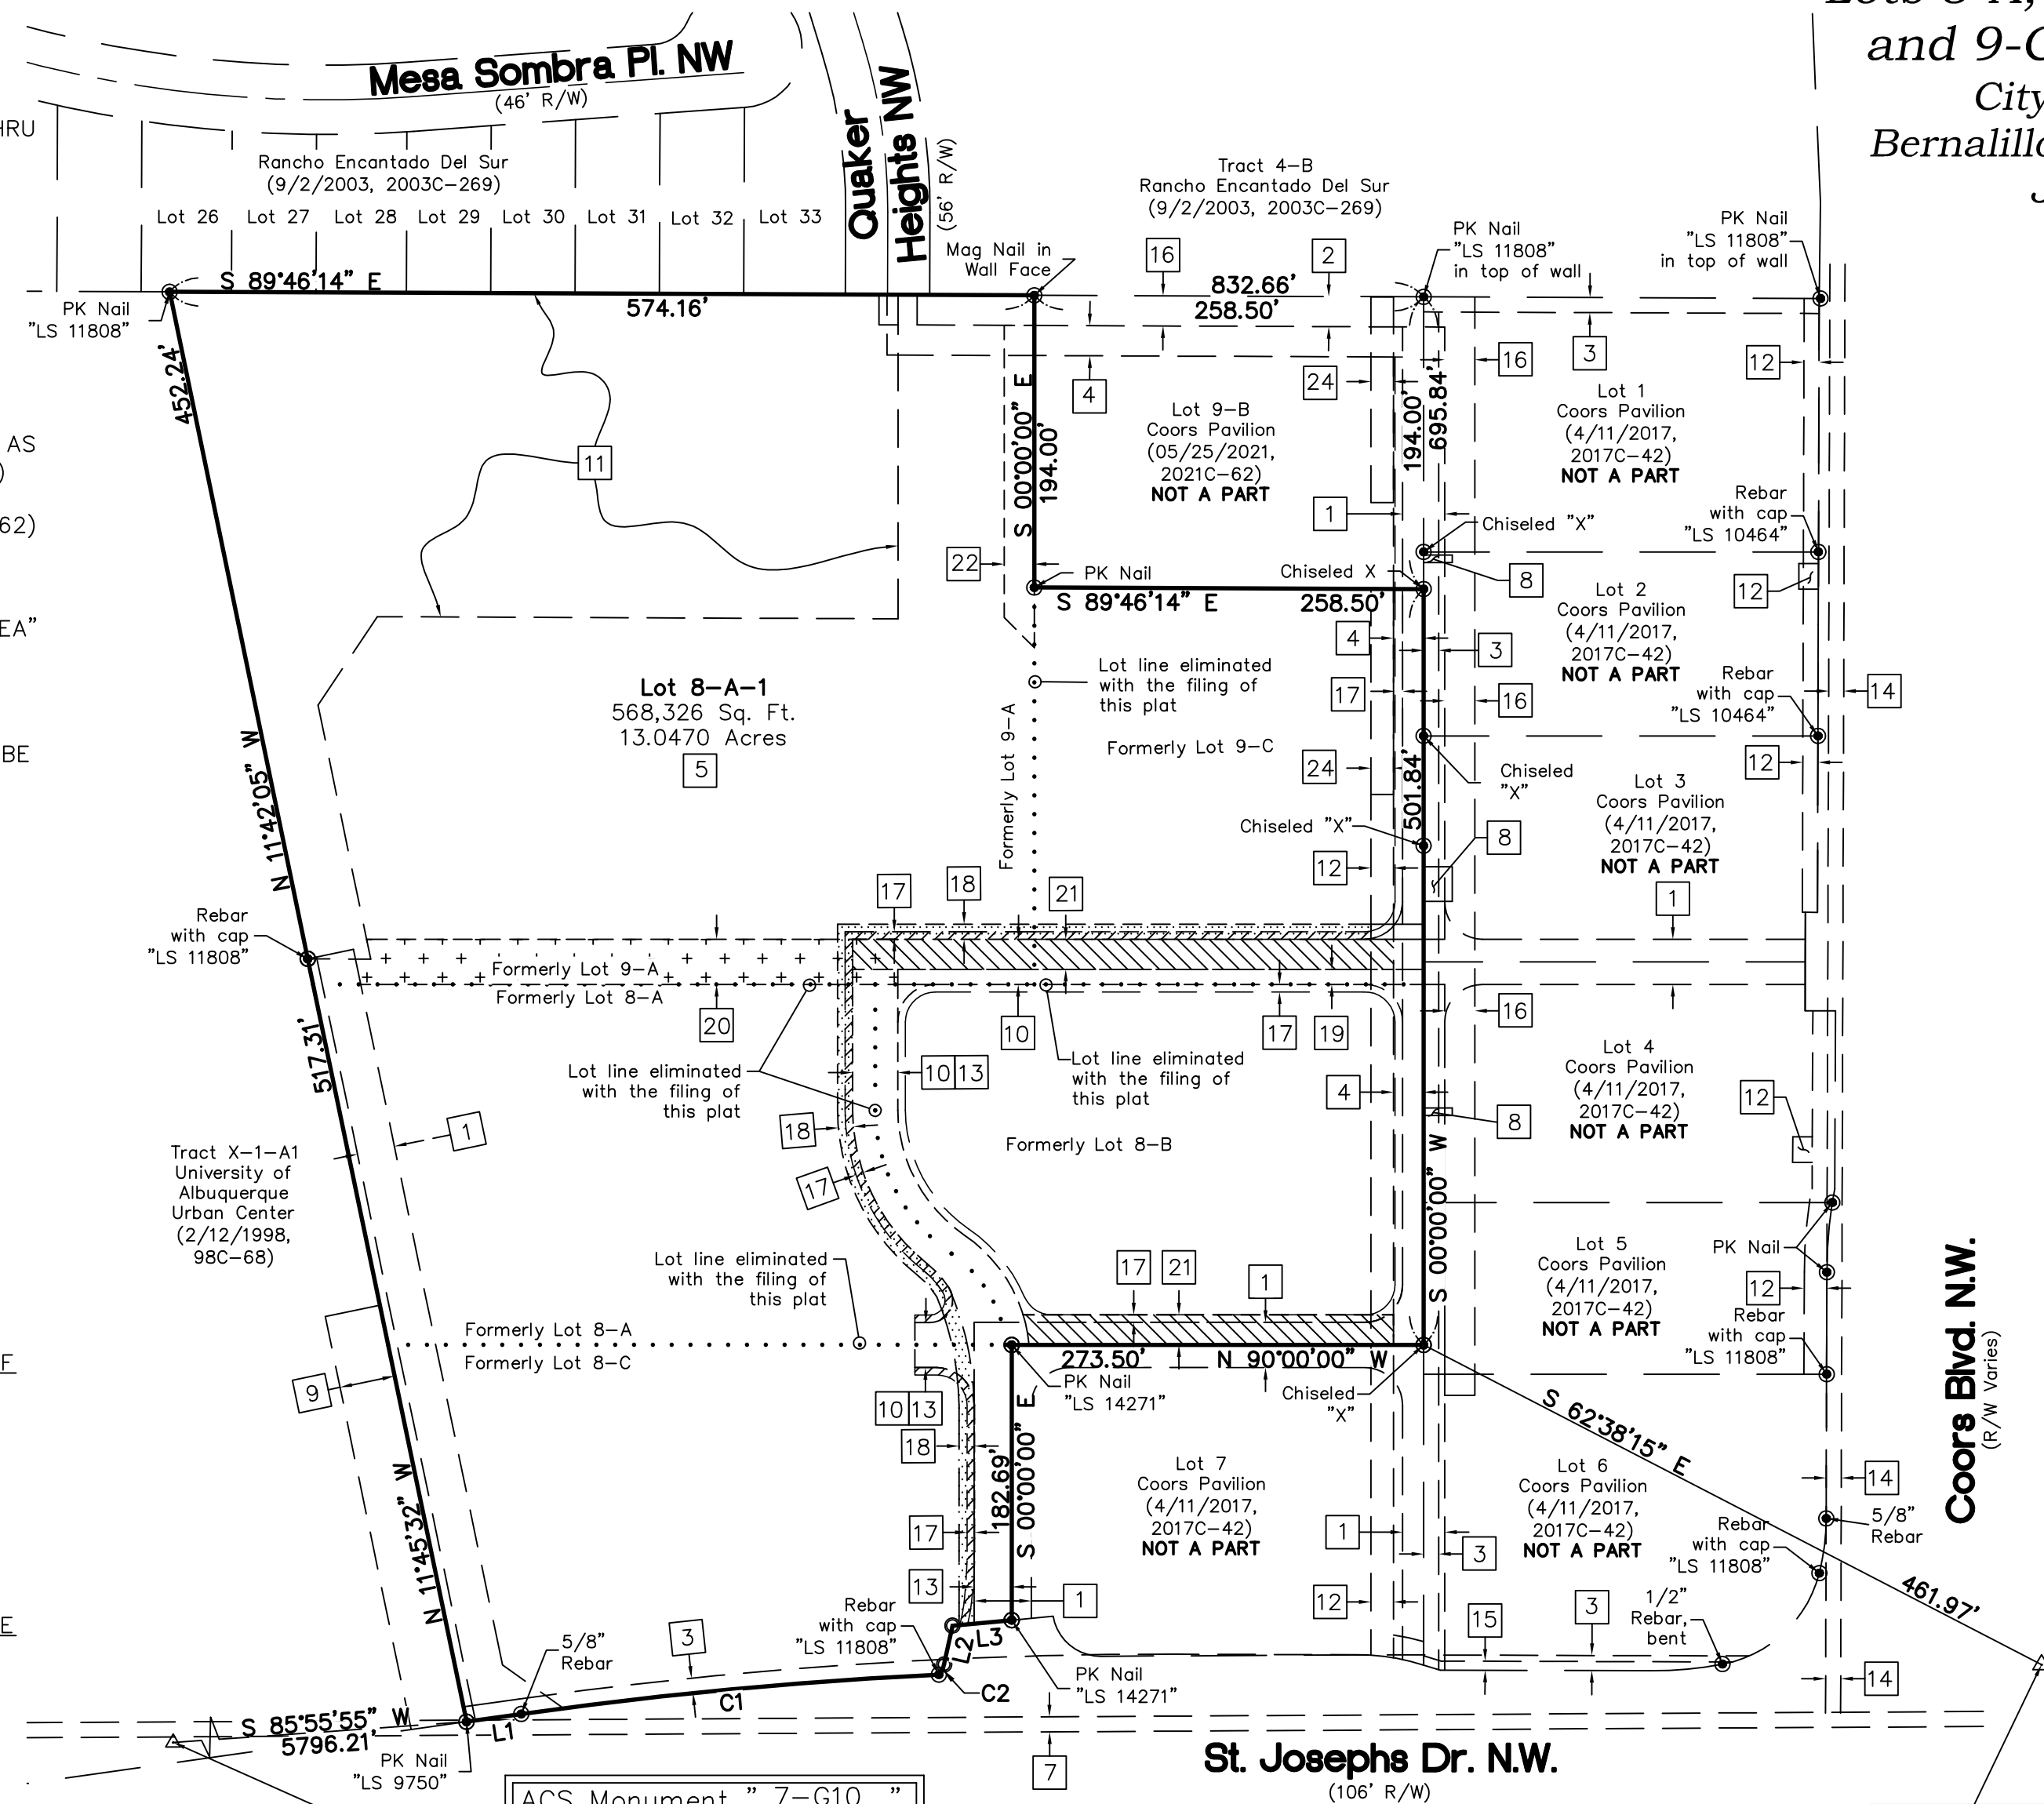 Lots 8-A,
and 9-C
City
Bernalillo
J
HRU
AS
)
62)
EA"
BE
F
E
Mesa Sombra Pl. NW
(46' R/W)
Quaker
Heights NW
(56' R/W)
Rancho Encantado Del Sur
(9/2/2003, 2003C-269)
Lot 26
Lot 27
Lot 28
Lot 29
Lot 30
Lot 31
Lot 32
Lot 33
Tract 4-B
Rancho Encantado Del Sur
(9/2/2003, 2003C-269)
Mag Nail in
Wall Face
16
2
PK Nail
"LS 11808"
in top of wall
PK Nail
"LS 11808"
in top of wall
PK Nail
"LS 11808"
S 89°46'14" E
574.16'
832.66'
258.50'
452.24'
4
24
16
3
12
11
S 00°00'00" E
194.00'
Lot 9-B
Coors Pavilion
(05/25/2021,
2021C-62)
NOT A PART
194.00'
695.84'
Lot 1
Coors Pavilion
(4/11/2017,
2017C-42)
NOT A PART
1
Chiseled "X"
Rebar
with cap
"LS 10464"
22
PK Nail
Chiseled X
S 89°46'14" E
258.50'
8
12
4
3
Lot 2
Coors Pavilion
(4/11/2017,
2017C-42)
NOT A PART
Rebar
with cap
"LS 10464"
14
Lot 8-A-1
568,326 Sq. Ft.
13.0470 Acres
5
Lot line eliminated
with the filing of
this plat
Formerly Lot 9-A
Formerly Lot 9-C
17
16
24
12
N 11°42'05" W
501.84'
Chiseled
"X"
Chiseled "X"
8
Lot 3
Coors Pavilion
(4/11/2017,
2017C-42)
NOT A PART
1
12
17
18
21
Rebar
with cap
"LS 11808"
Formerly Lot 9-A
Formerly Lot 8-A
20
10
17
19
16
517.31'
Lot line eliminated
with the filing of
this plat
10
13
Lot line eliminated
with the filing of
this plat
4
8
12
Lot 4
Coors Pavilion
(4/11/2017,
2017C-42)
NOT A PART
1
18
17
Formerly Lot 8-B
Tract X-1-A1
University of
Albuquerque
Urban Center
(2/12/1998,
98C-68)
S 00°00'00" W
Lot line eliminated
with the filing of
this plat
17
21
1
Lot 5
Coors Pavilion
(4/11/2017,
2017C-42)
NOT A PART
PK Nail
12
Rebar
with cap
"LS 11808"
Coors Blvd. N.W.
(R/W Varies)
Formerly Lot 8-A
Formerly Lot 8-C
273.50'
N 90°00'00" W
9
PK Nail
"LS 14271"
Chiseled
"X"
10
13
18
S 62°38'15" E
461.97'
182.69'
S 00°00'00" E
N 11°45'32" W
Lot 7
Coors Pavilion
(4/11/2017,
2017C-42)
NOT A PART
Lot 6
Coors Pavilion
(4/11/2017,
2017C-42)
NOT A PART
14
5/8"
Rebar
Rebar
with cap
"LS 11808"
17
1
3
13
1
12
15
3
1/2"
Rebar,
bent
Rebar
with cap
"LS 11808"
L2
L3
3
5/8"
Rebar
C1
C2
PK Nail
"LS 14271"
14
S 85°55'55" W
5796.21'
L1
PK Nail
"LS 9750"
7
St. Josephs Dr. N.W.
(106' R/W)
ACS Monument " 7-G10 "